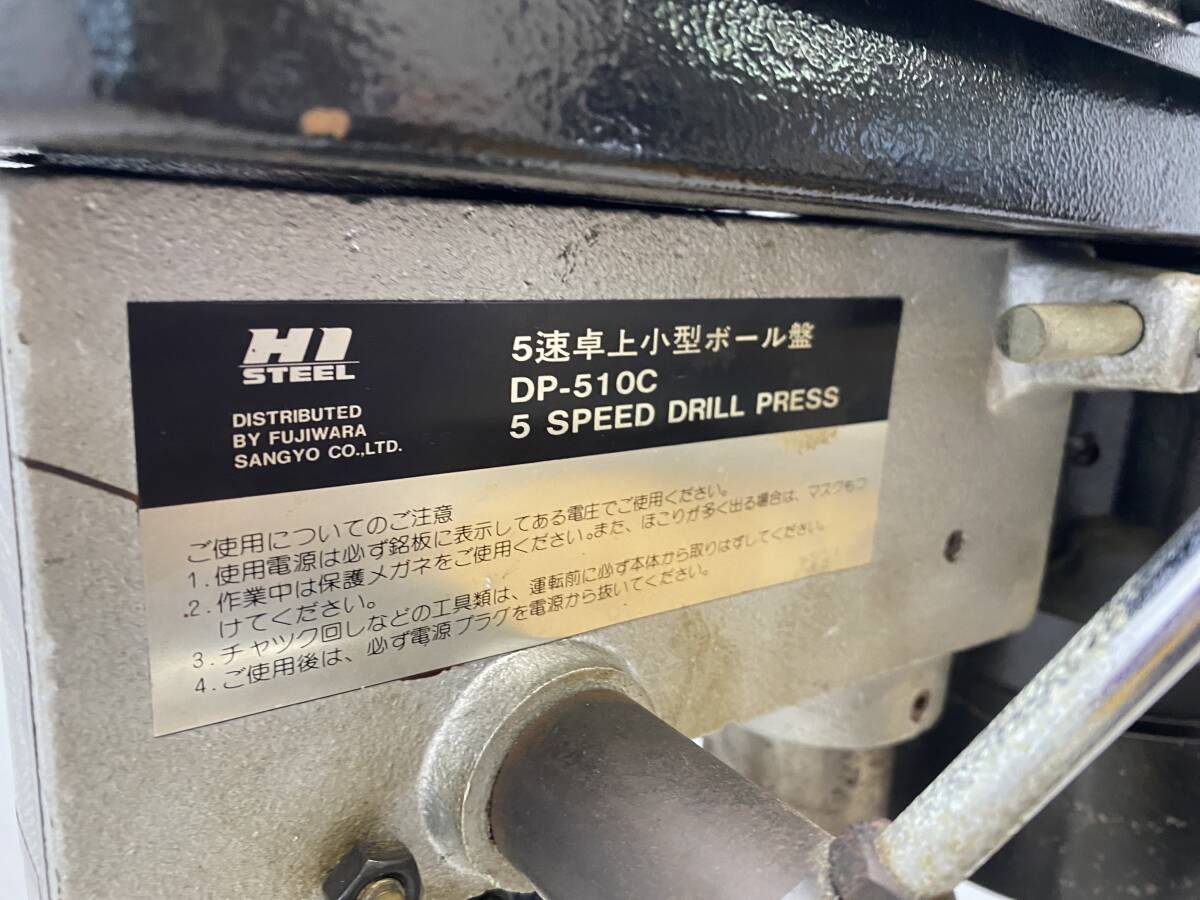 HI
STEEL
DISTRIBUTED
BY FUJIWARA
SANGYO CO.,LTD.
5速卓上小型ボール盤
DP-510C
5 SPEED DRILL PRESS
ご使用についてのご注意
1. 使用電源は必ず銘板に表示してある電圧でご使用ください。
2. 作業中は保護メガネをご使用ください。また、ほこりが多く出る場合は、マスクもつ
けてください。
3. チャック回しなどの工具類は、運転前に必ず本体から取りはずしてください。
4. ご使用後は、必ず電源プラグを電源から抜いてください。